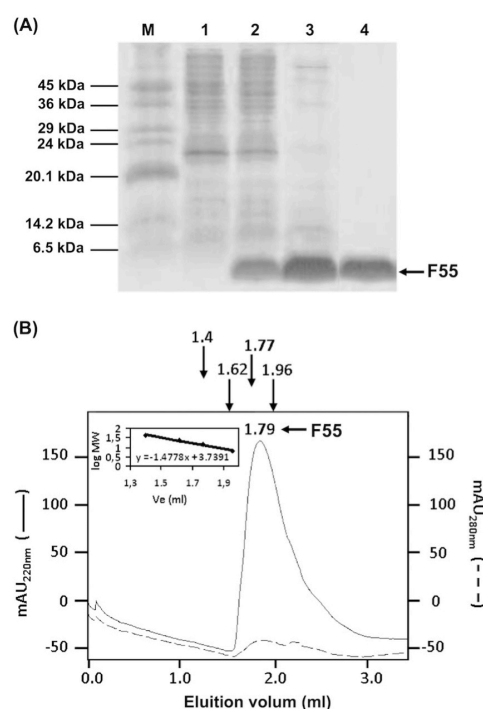 (A)
M 1 2 3 4
45 kDa
36 kDa
29 kDa
24 kDa
20.1 kDa
14.2 kDa
6.5 kDa
F55
(B)
1.4
1.77
1.62
1.96
1.79
F55
mAU220nm ( )
150
100
50
0
-50
log MW
2
1,5
1
0,5
0
y =-1.4778x+3.7391
1,3 1.5 1.7 1,9
Ve (ml)
150
100
50
0
-50
mAU280nm ( )
0.0 1.0 2.0 3.0
Eluition volum (ml)